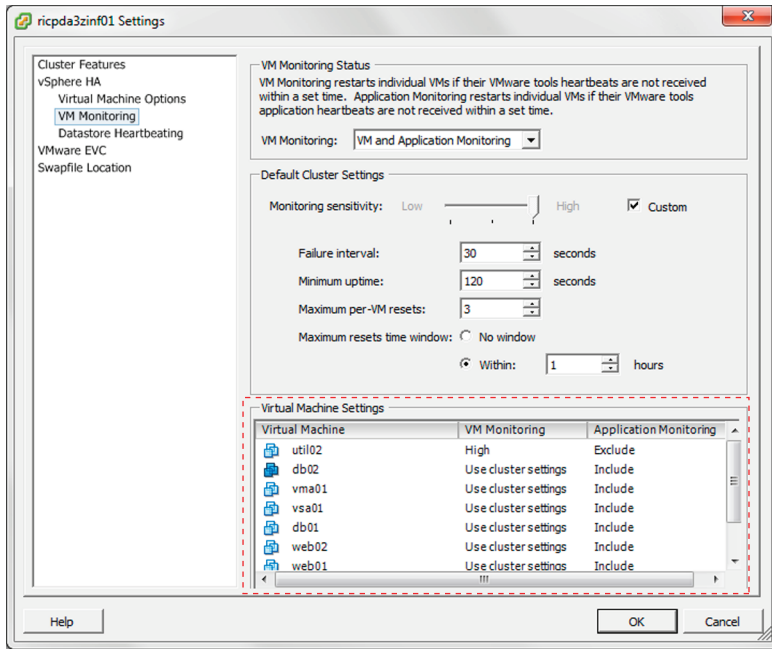 ricpda3zinf01 Settings
Cluster Features
vSphere HA
Virtual Machine Options
VM Monitoring
Datastore Heartbeating
VMware EVC
Swapfile Location
VM Monitoring Status
VM Monitoring restarts individual VMs if their VMware tools heartbeats are not received
within a set time. Application Monitoring restarts individual VMs if their VMware tools
application heartbeats are not received within a set time.
VM Monitoring: VM and Application Monitoring
Default Cluster Settings
Monitoring sensitivity: Low High Custom
Failure interval: 30 seconds
Minimum uptime: 120 seconds
Maximum per-VM resets: 3
Maximum resets time window: No window
Within: 1 hours
Virtual Machine Settings
Virtual Machine VM Monitoring Application Monitoring
util02 High Exclude
db02 Use cluster settings Include
vma01 Use cluster settings Include
vsa01 Use cluster settings Include
db01 Use cluster settings Include
web02 Use cluster settings Include
web01 Use cluster settings Include
Help OK Cancel